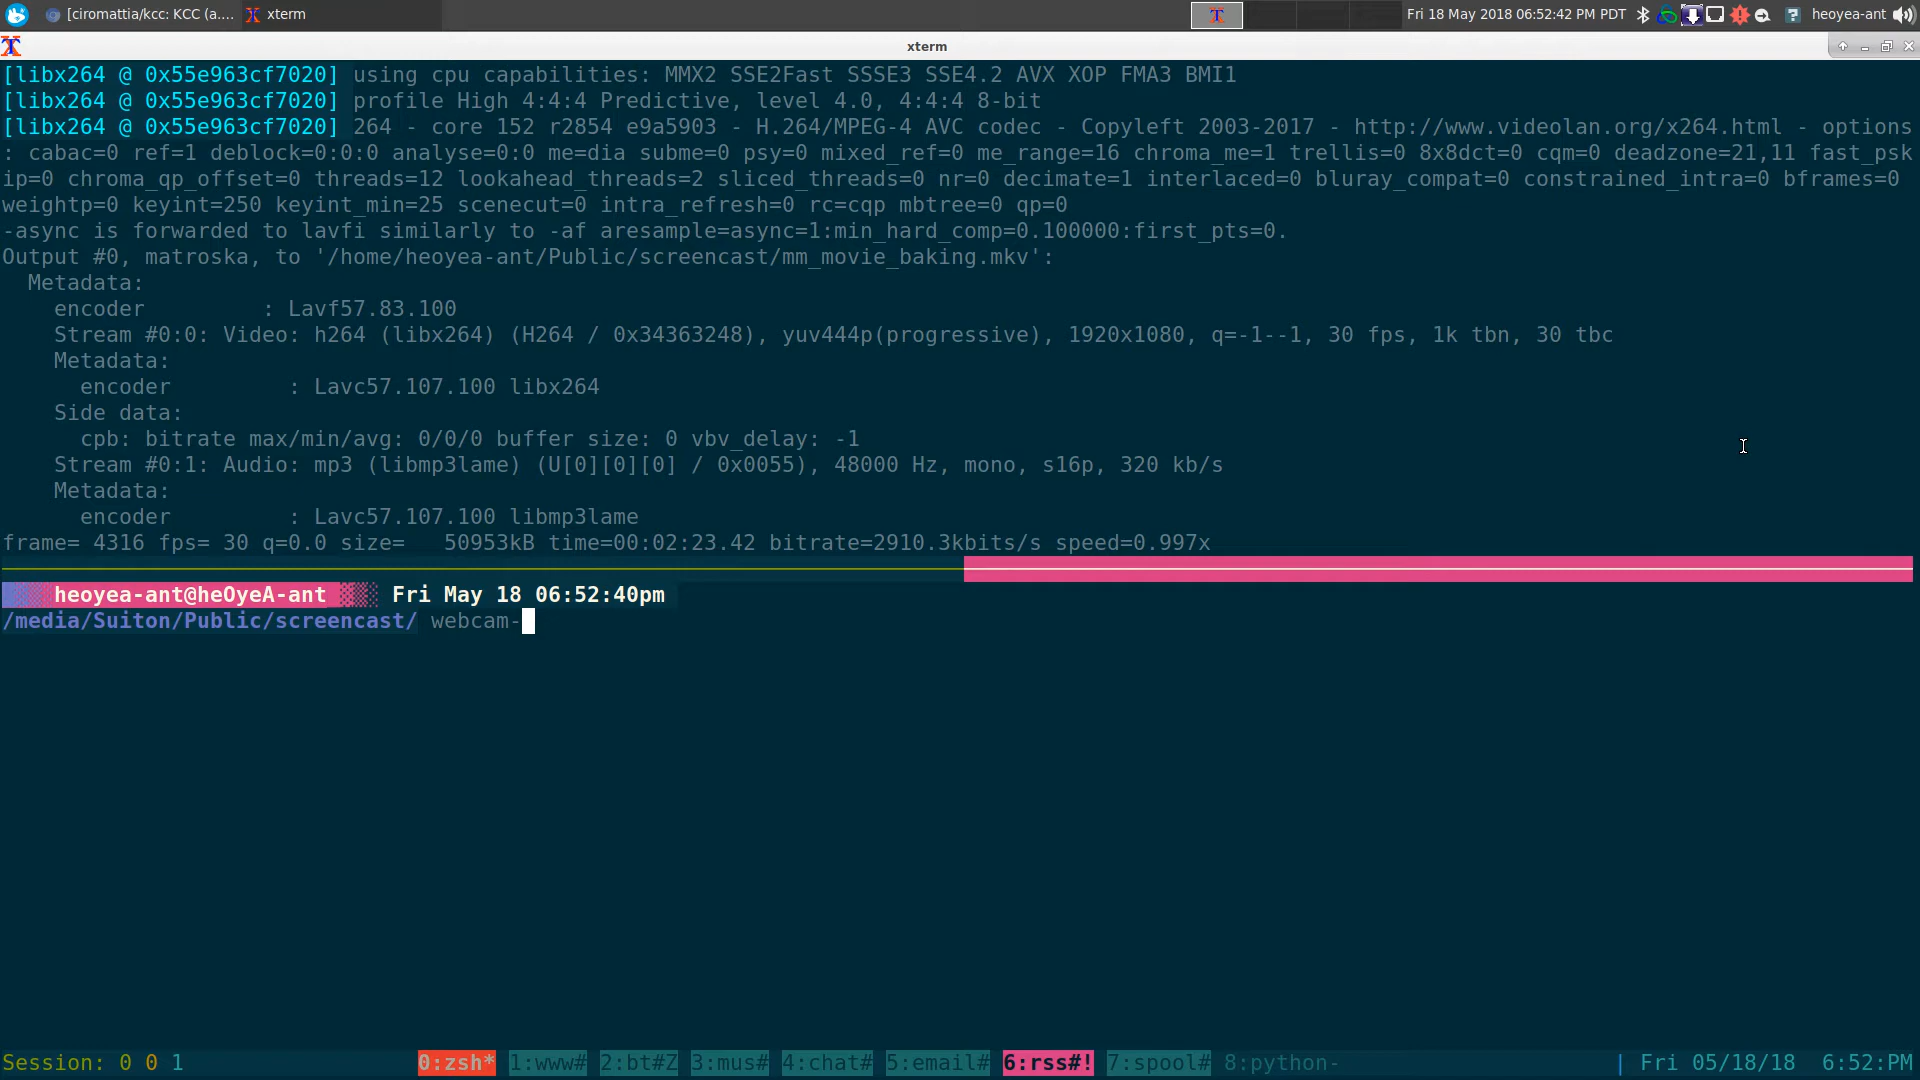 [ciromattia/kcc: KCC (a.... xterm Fri 18 May 2018 06:52:42 PM PDT heoyea-ant
xterm
[libx264 @ 0x55e963cf7020] using cpu capabilities: MMX2 SSE2Fast SSSE3 SSE4.2 AVX XOP FMA3 BMI1
[libx264 @ 0x55e963cf7020] profile High 4:4:4 Predictive, level 4.0, 4:4:4 8-bit
[libx264 @ 0x55e963cf7020] 264 - core 152 r2854 e9a5903 - H.264/MPEG-4 AVC codec - Copyleft 2003-2017 - http://www.videolan.org/x264.html - options
: cabac=0 ref=1 deblock=0:0:0 analyse=0:0 me=dia subme=0 psy=0 mixed_ref=0 me_range=16 chroma_me=1 trellis=0 8x8dct=0 cqm=0 deadzone=21,11 fast_psk
ip=0 chroma_qp_offset=0 threads=12 lookahead_threads=2 sliced_threads=0 nr=0 decimate=1 interlaced=0 bluray_compat=0 constrained_intra=0 bframes=0
weightp=0 keyint=250 keyint_min=25 scenecut=0 intra_refresh=0 rc=cqp mbtree=0 qp=0
-async is forwarded to lavfi similarly to -af aresample=async=1:min_hard_comp=0.100000:first_pts=0.
Output #0, matroska, to '/home/heoyea-ant/Public/screencast/mm_movie_baking.mkv':
Metadata:
encoder : Lavf57.83.100
Stream #0:0: Video: h264 (libx264) (H264 / 0x34363248), yuv444p(progressive), 1920x1080, q=-1--1, 30 fps, 1k tbn, 30 tbc
Metadata:
encoder : Lavc57.107.100 libx264
Side data:
cpb: bitrate max/min/avg: 0/0/0 buffer size: 0 vbv_delay: -1
Stream #0:1: Audio: mp3 (libmp3lame) (U[0][0][0] / 0x0055), 48000 Hz, mono, s16p, 320 kb/s
Metadata:
encoder : Lavc57.107.100 libmp3lame
frame= 4316 fps= 30 q=0.0 size= 50953kB time=00:02:23.42 bitrate=2910.3kbits/s speed=0.997x
heoyea-ant@heOyeA-ant Fri May 18 06:52:40pm
/media/Suiton/Public/screencast/ webcam-
Session: 0 0 1 0:zsh* 1:www# 2:bt#Z 3:mus# 4:chat# 5:email# 6:rss#! 7:spool# 8:python- | Fri 05/18/18 6:52:PM